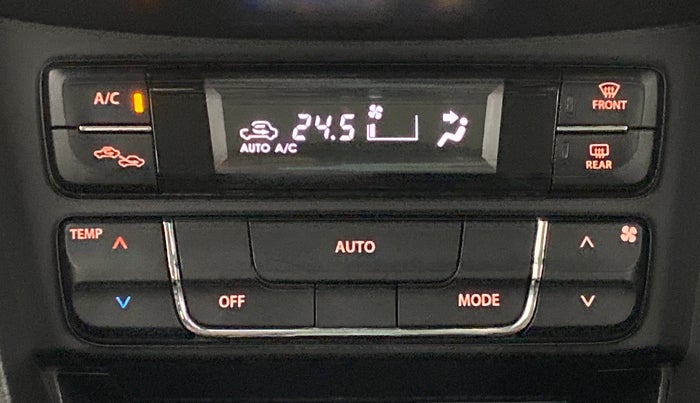 A/C
24.5
AUTO A/C
FRONT
REAR
TEMP
AUTO
OFF
MODE